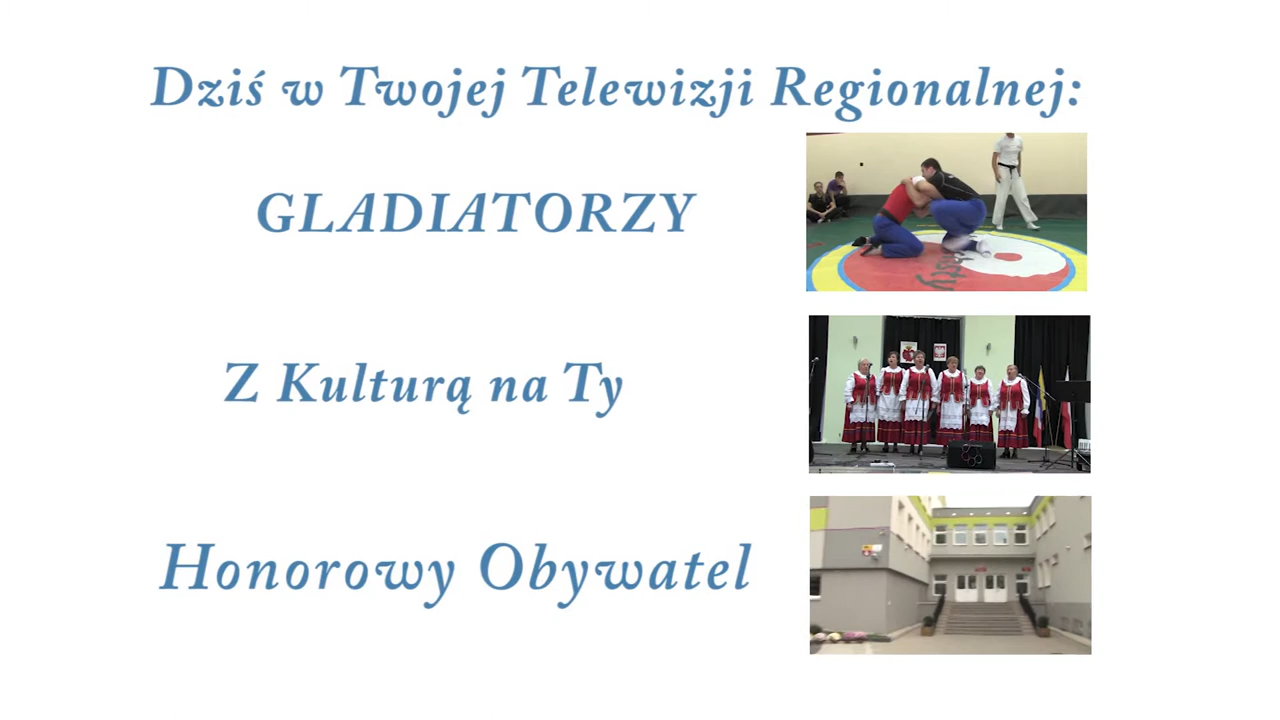 Dziś w Twojej Telewizji Regionalnej:
GLADIATORZY
Z Kulturą na Ty
Honorowy Obywatel